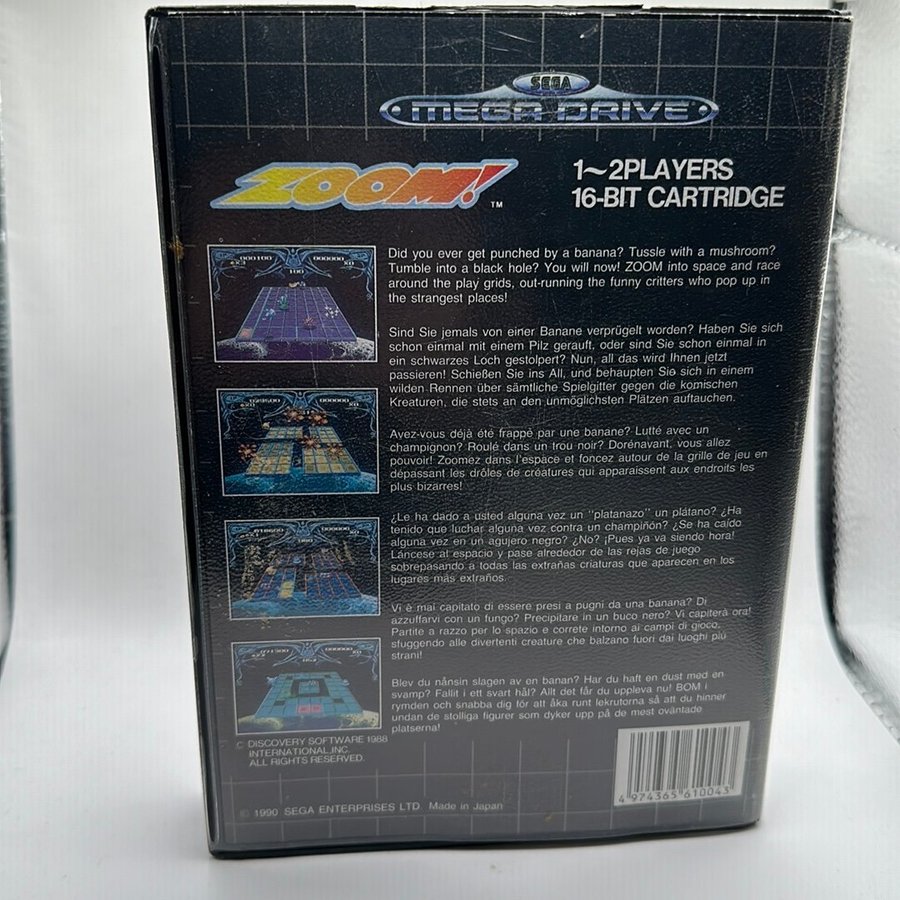 SEGA
MEGA DRIVE
ZOOM!
TM
1~2PLAYERS
16-BIT CARTRIDGE
000100 000000
×3 ×0
100
Did you ever get punched by a banana? Tussle with a mushroom?
Tumble into a black hole? You will now! ZOOM into space and race
around the play grids, out-running the funny critters who pop up in
the strangest places!
Sind Sie jemals von einer Banane verprügelt worden? Haben Sie sich
schon einmal mit einem Pilz gerauft, oder sind Sie schon einmal in
ein schwarzes Loch gestolpert? Nun, all das wird Ihnen jetzt
passieren! Schießen Sie ins All, und behaupten Sie sich in einem
wilden Rennen über sämtliche Spielgitter gegen die komischen
Kreaturen, die stets an den unmöglichsten Plätzen auftauchen.
000000
×0
Avez-vous déjà été frappé par une banane? Lutté avec un
champignon? Roulé dans un trou noir? Dorénavant, vous allez
pouvoir! Zoomez dans l'espace et foncez autour de la grille de jeu en
dépassant les drôles de créatures qui apparaissent aux endroits les
plus bizarres!
¿Le ha dado a usted alguna vez un "platanazo" un plátano? ¿Ha
tenido que luchar alguna vez contra un champiñón? ¿Se ha caído
alguna vez en un agujero negro? ¿No? ¡Pues ya va siendo hora!
Láncese al espacio y pase alrededor de las rejas de juego
sobrepasando a todas las extrañas criaturas que aparecen en los
lugares más extraños.
000000
×0
Vi è mai capitato di essere presi a pugni da una banana? Di
azzuffarvi con un fungo? Precipitare in un buco nero? Vi capiterà ora!
Partite a razzo per lo spazio e correte intorno ai campi di gioco,
sfuggendo alle divertenti creature che balzano fuori dai luoghi più
strani!
000000
×0
Blev du nånsin slagen av en banan? Har du haft en dust med en
svamp? Fallit i ett svart hål? Allt det får du uppleva nu! BOM i
rymden och snabba dig för att åka runt lekrutorna så att du hinner
undan de stolliga figurer som dyker upp på de mest oväntade
platserna!
© DISCOVERY SOFTWARE 1988
INTERNATIONAL,INC.
ALL RIGHTS RESERVED.
© 1990 SEGA ENTERPRISES LTD. Made in Japan
4 974365 610043